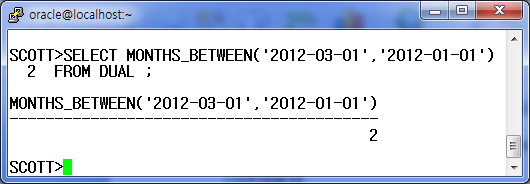 oracle@localhost:~
SCOTT>SELECT MONTHS_BETWEEN('2012-03-01','2012-01-01')
2 FROM DUAL ;
MONTHS_BETWEEN('2012-03-01','2012-01-01')
-----------------------------------------
2
SCOTT>